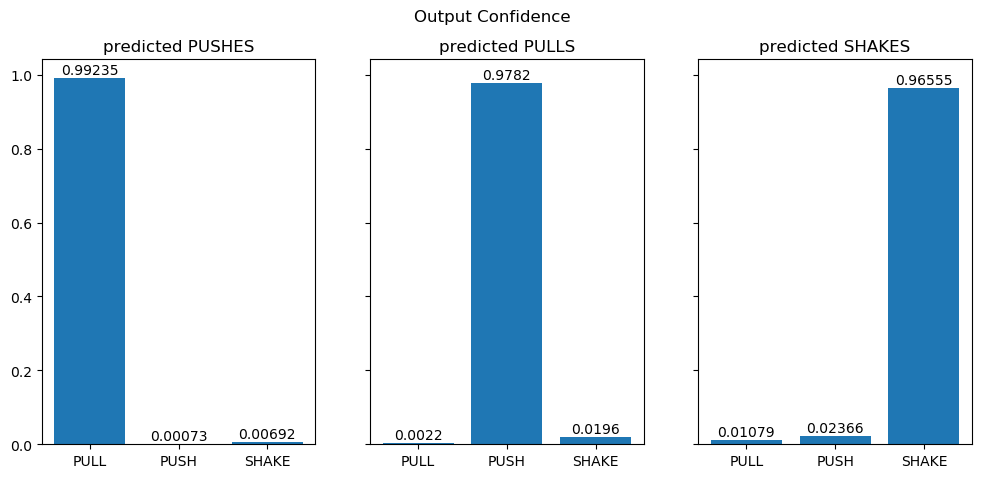 Output Confidence
predicted PUSHES
predicted PULLS
predicted SHAKES
1.0
0.8
0.6
0.4
0.2
0.0
0.99235
0.00073
0.00692
PULL
PUSH
SHAKE
0.0022
0.9782
0.0196
PULL
PUSH
SHAKE
0.01079
0.02366
0.96555
PULL
PUSH
SHAKE